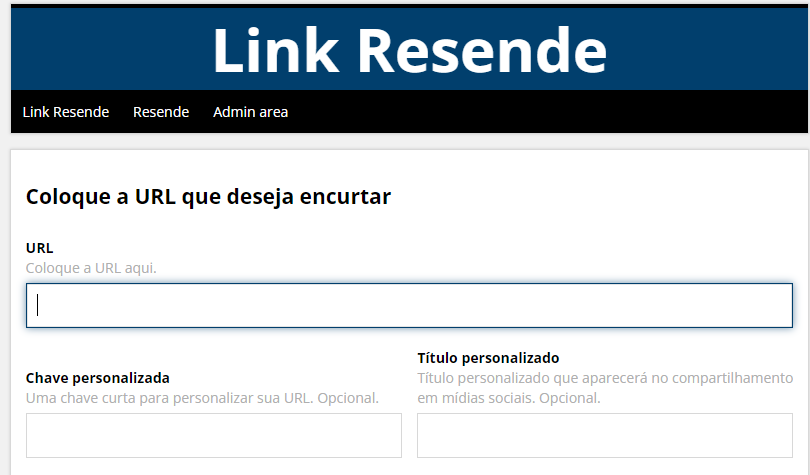 Link Resende
Link Resende Resende Admin area
Coloque a URL que deseja encurtar
URL
Coloque a URL aqui.
Chave personalizada
Uma chave curta para personalizar sua URL. Opcional.
Título personalizado
Título personalizado que aparecerá no compartilhamento
em mídias sociais. Opcional.